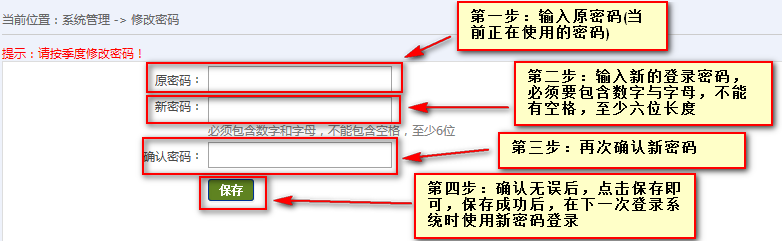 当前位置：系统管理 -> 修改密码
第一步：输入原密码(当
前正在使用的密码)
提示：请按季度修改密码！
原密码：
第二步：输入新的登录密码，
必须要包含数字与字母，不能
有空格，至少六位长度
新密码：
必须包含数字和字母，不能包含空格，至少6位
确认密码：
第三步：再次确认新密码
保存
第四步：确认无误后，点击保存即
可，保存成功后，在下一次登录系
统时使用新密码登录